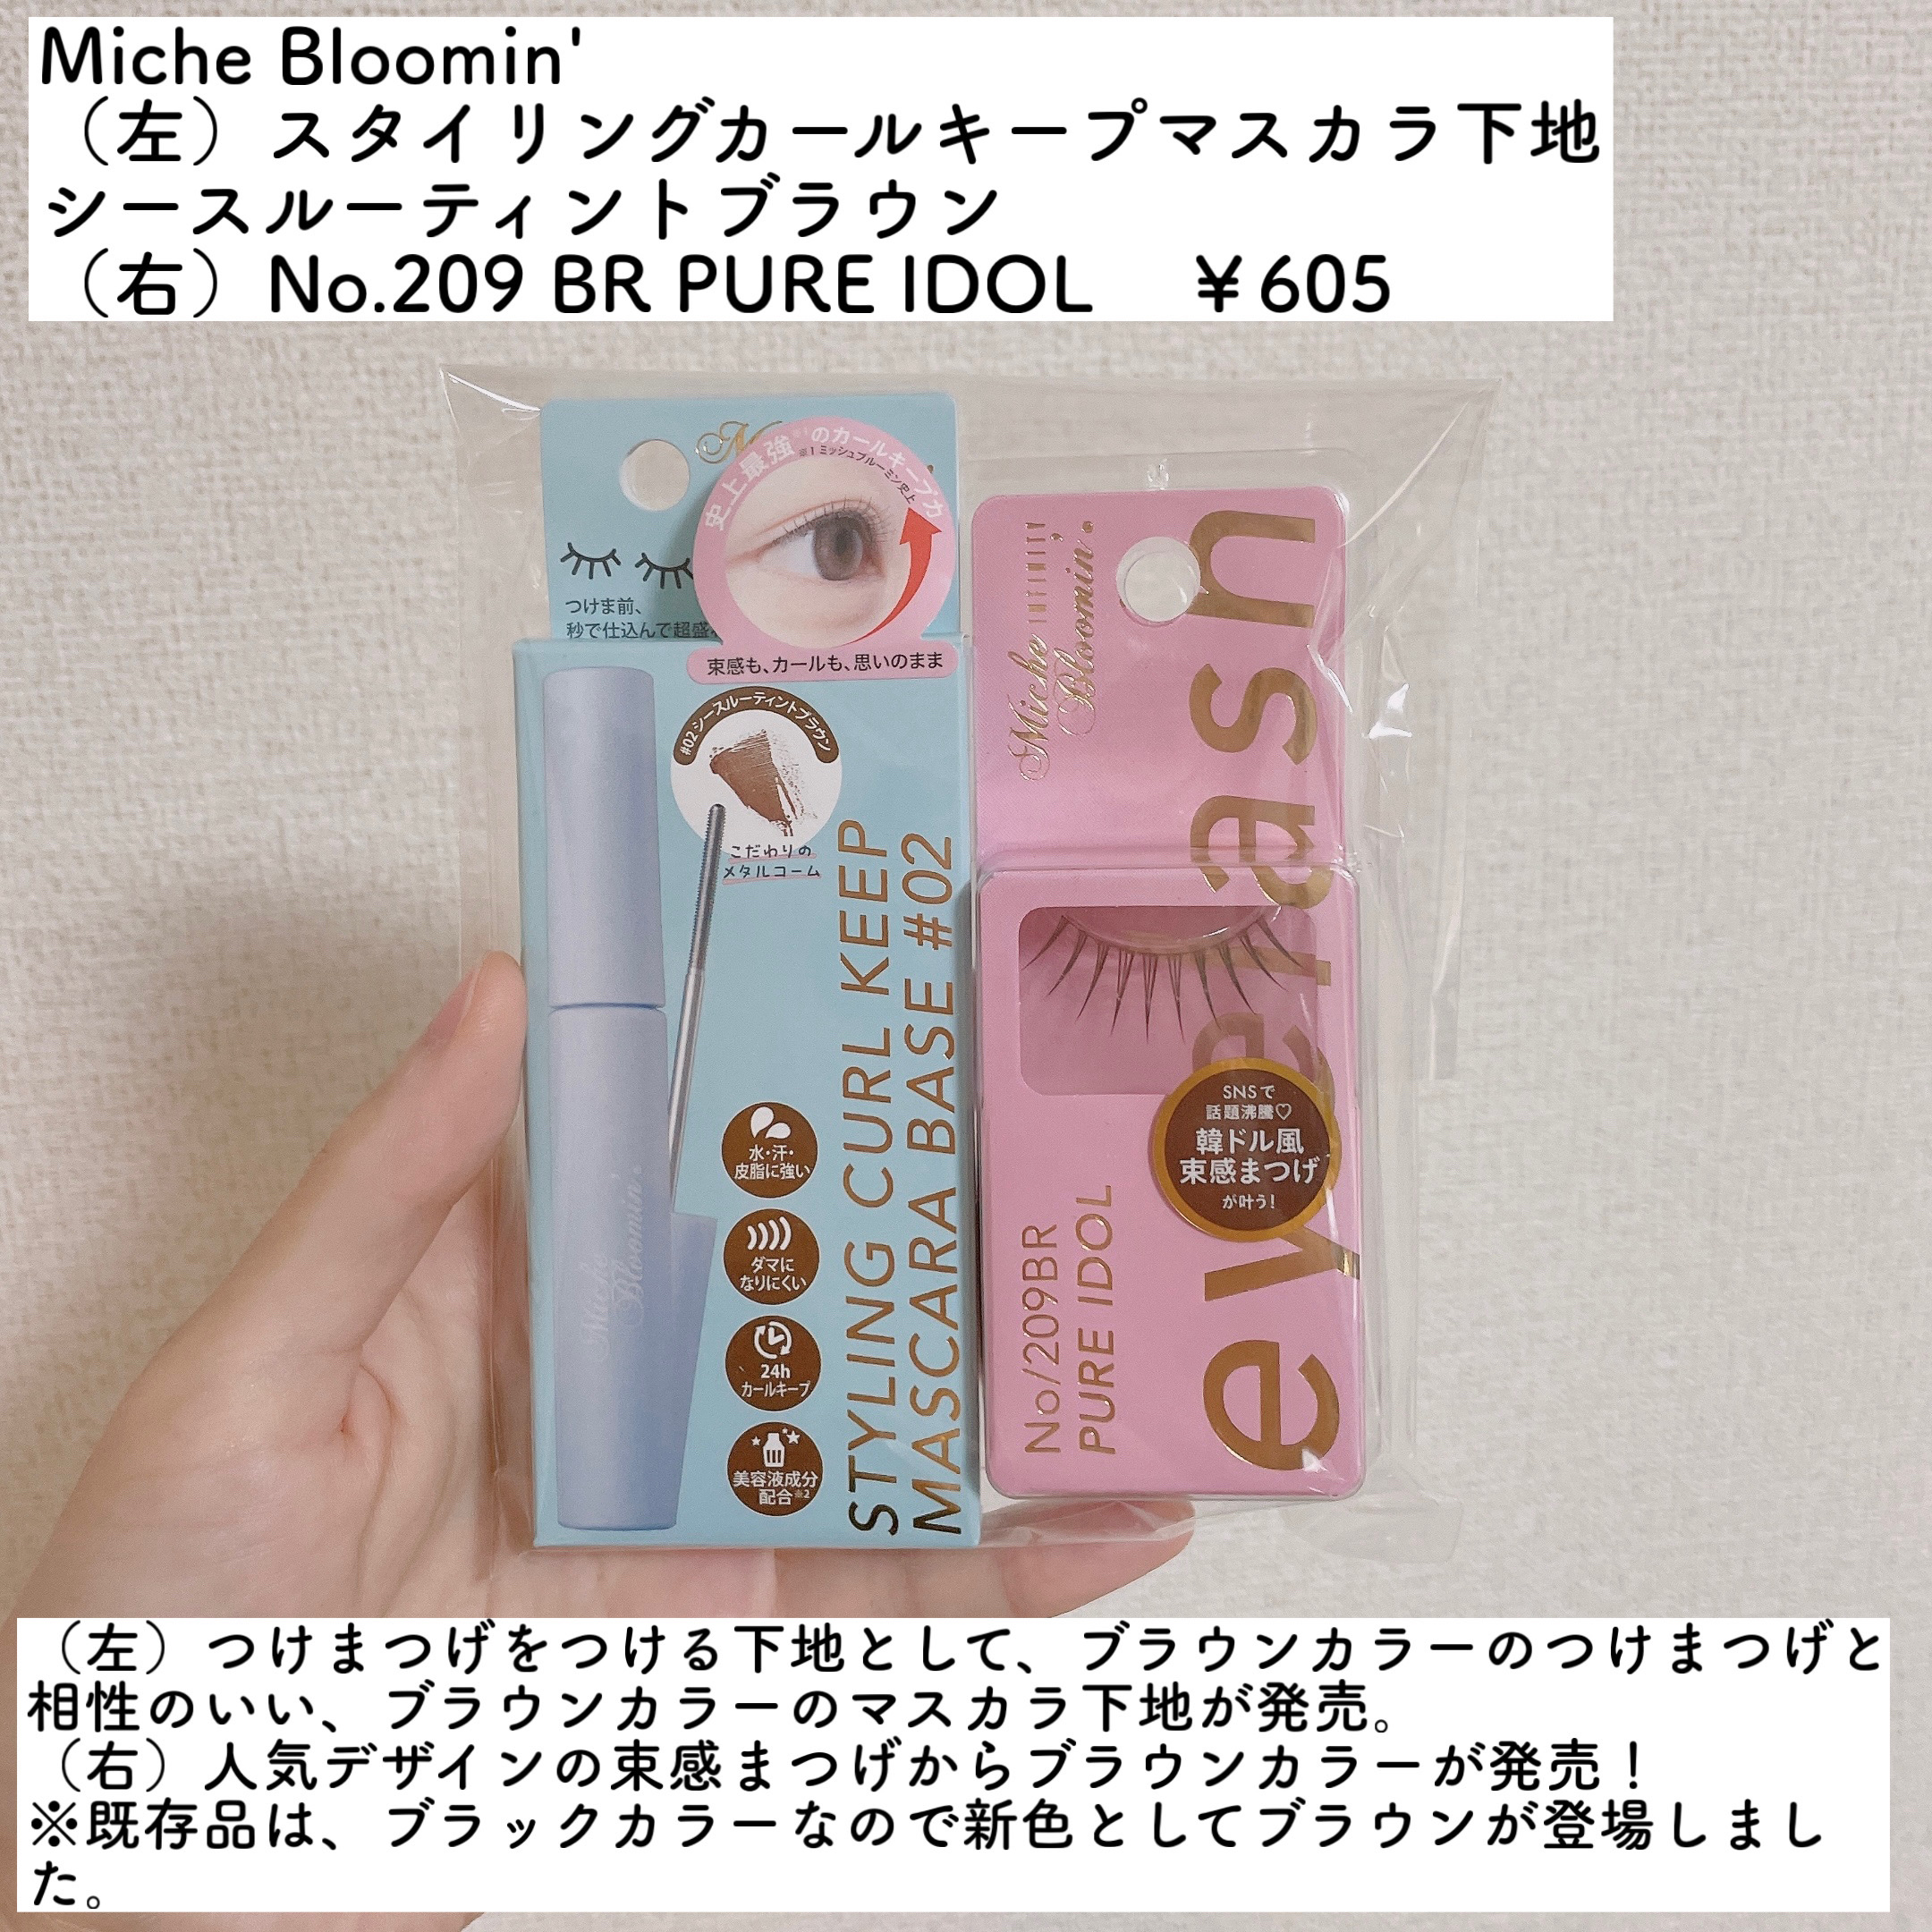 Miche Bloomin'
（左）スタイリングカールキープマスカラ下地
シースルーティントブラウン
（右）No.209 BR PURE IDOL　￥605
史上最強※1のカールキープ力
※1 ミッシュブルーミン史上
つけま前、
秒で仕込んで超盛
束感も、カールも、思いのまま
#02 シースルーティントブラウン
こだわりの
メタルコーム
STYLING CURL KEEP
MASCARA BASE #02
水・汗・
皮脂に強い
ダマに
なりにくい
24h
カールキープ
美容液成分
配合※2
Miche
Bloomin'.
Miche
Bloomin'.
eyelash
SNSで
話題沸騰♡
韓ドル風
束感まつげ
が叶う!
No/209BR
PURE IDOL
（左）つけまつげをつける下地として、ブラウンカラーのつけまつげと
相性のいい、ブラウンカラーのマスカラ下地が発売。
（右）人気デザインの束感まつげからブラウンカラーが発売！
※既存品は、ブラックカラーなので新色としてブラウンが登場しまし
た。